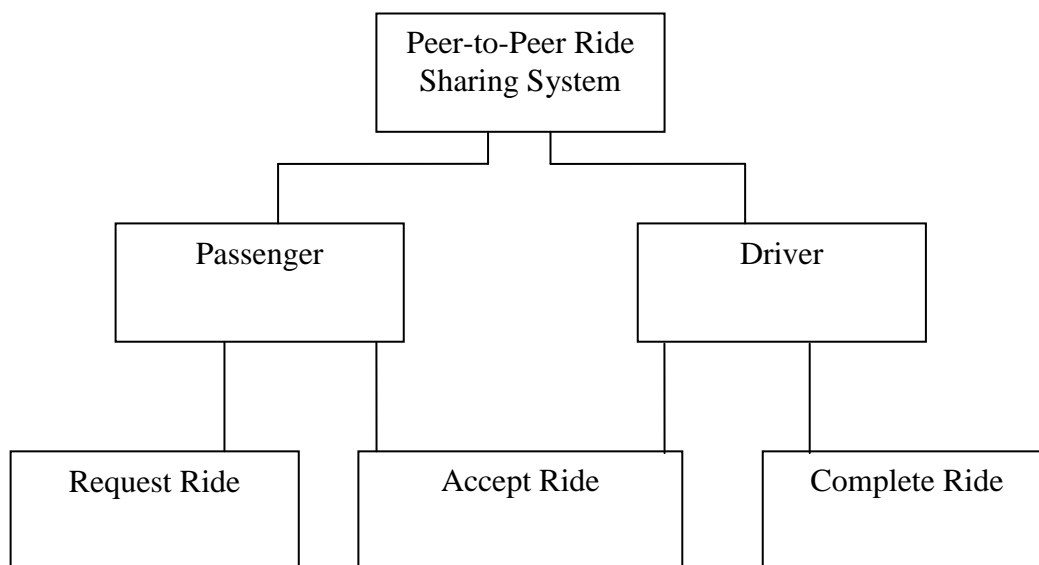 Peer-to-Peer Ride
Sharing System
Passenger
Driver
Request Ride
Accept Ride
Complete Ride